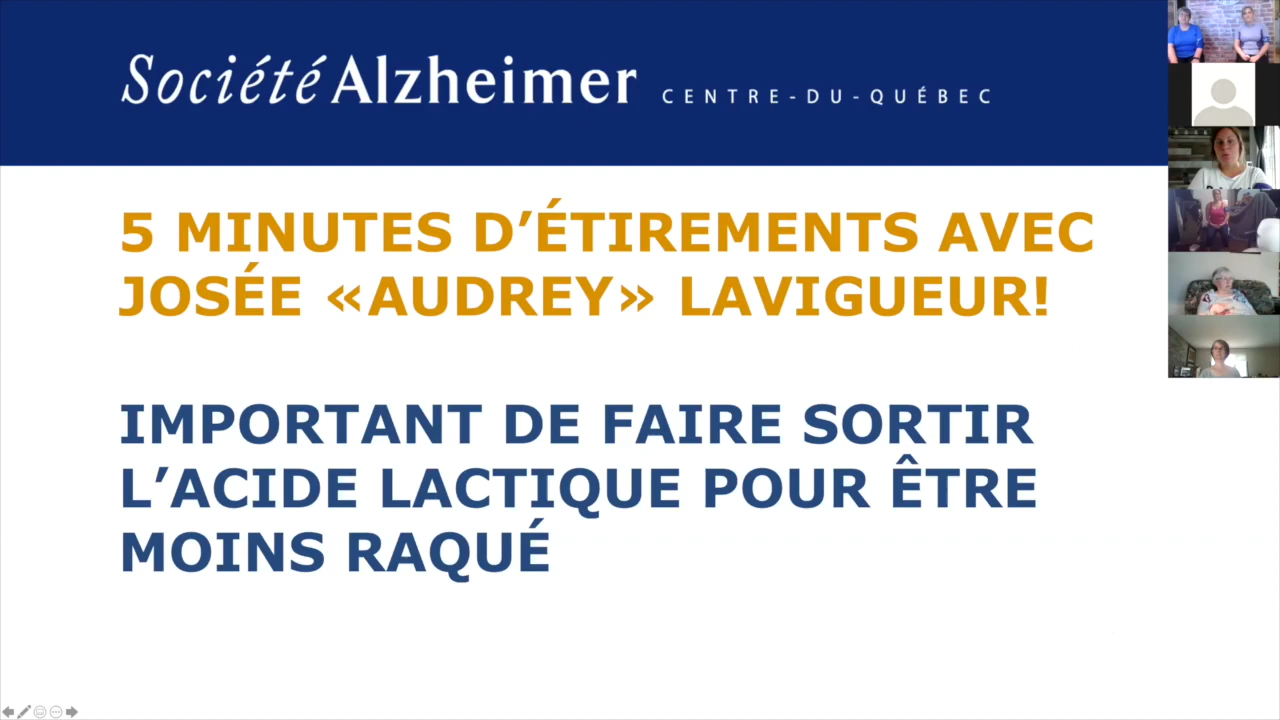 Société Alzheimer CENTRE-DU-QUÉBEC
5 MINUTES D’ÉTIREMENTS AVEC
JOSÉE «AUDREY» LAVIGUEUR!
IMPORTANT DE FAIRE SORTIR
L’ACIDE LACTIQUE POUR ÊTRE
MOINS RAQUÉ